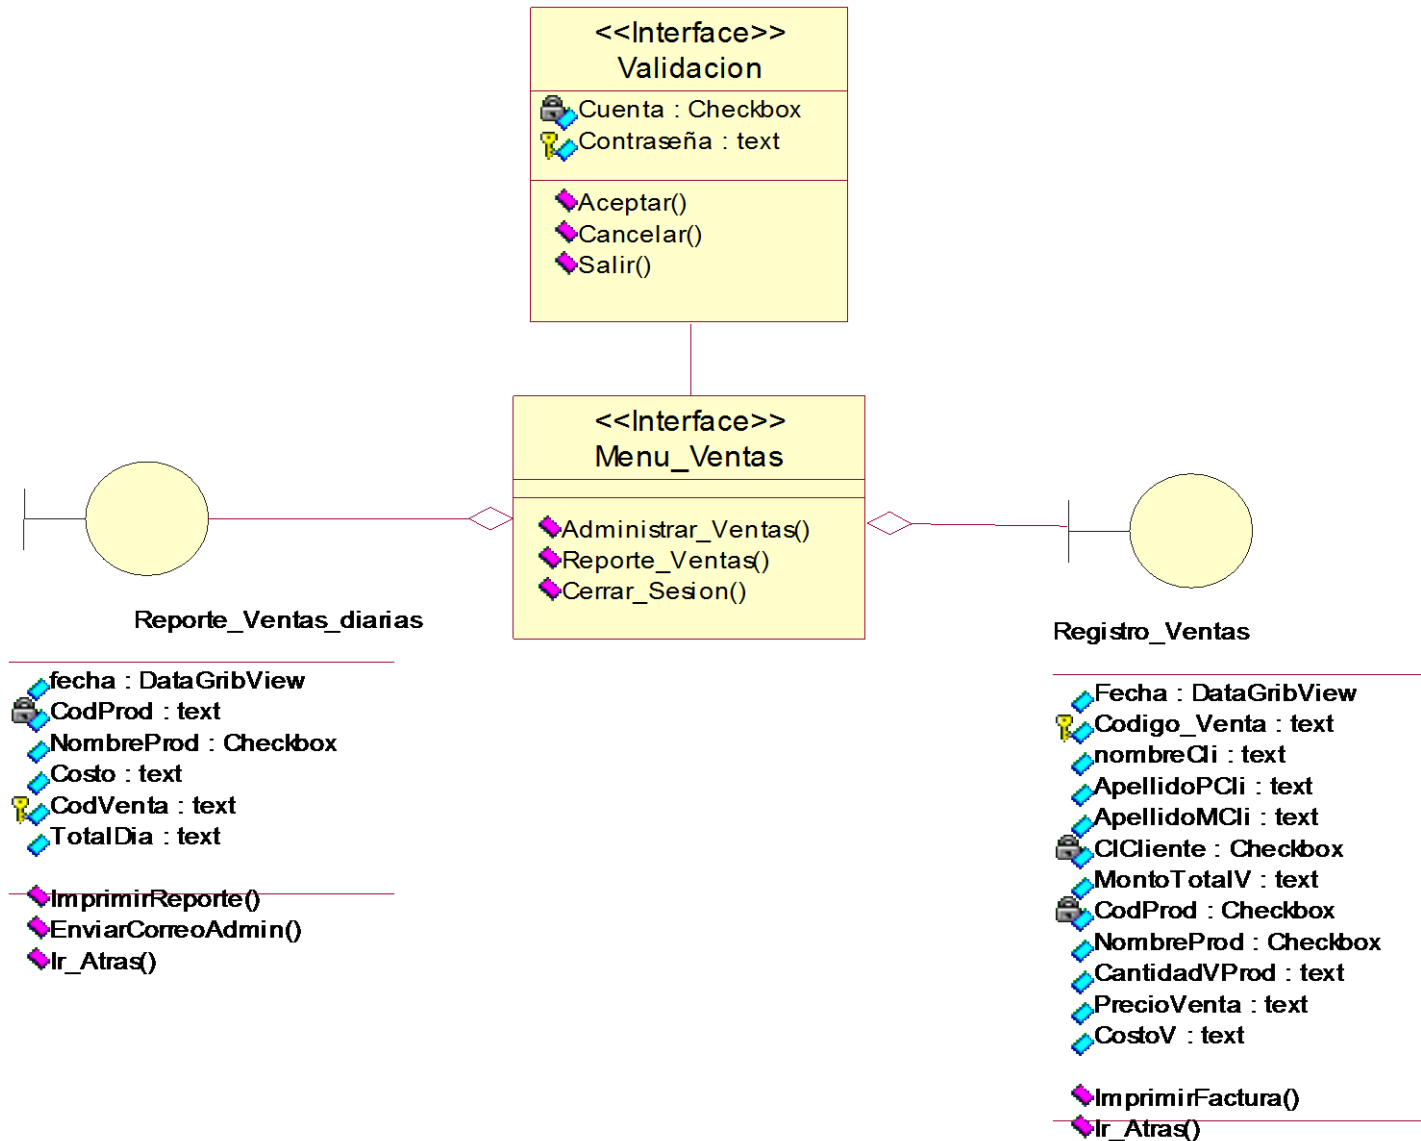 <<Interface>>
Validacion
Cuenta : Checkbox
Contraseña : text
Aceptar()
Cancelar()
Salir()
<<Interface>>
Menu_Ventas
Administrar_Ventas()
Reporte_Ventas()
Cerrar_Sesion()
Reporte_Ventas_diarias
fecha : DataGribView
CodProd : text
NombreProd : Checkbox
Costo : text
CodVenta : text
TotalDia : text
ImprimirReporte()
EnviarCorreoAdmin()
Ir_Atras()
Registro_Ventas
Fecha : DataGribView
Codigo_Venta : text
nombreCli : text
ApellidoPCli : text
ApellidoMCli : text
CICliente : Checkbox
MontoTotalV : text
CodProd : Checkbox
NombreProd : Checkbox
CantidadVProd : text
PrecioVenta : text
CostoV : text
ImprimirFactura()
Ir_Atras()